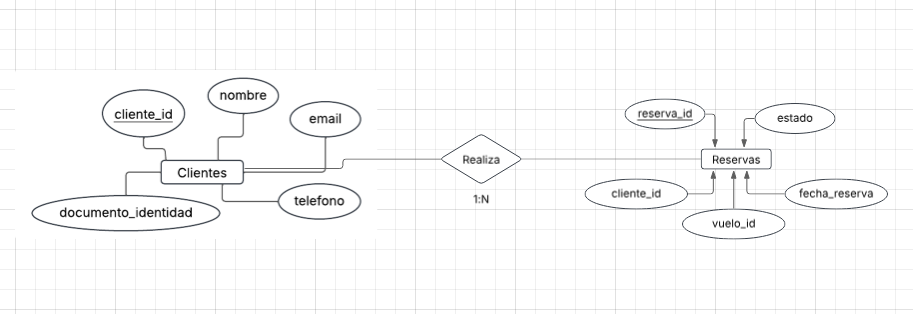 cliente_id
nombre
email
Clientes
documento_identidad
telefono
Realiza
1:N
reserva_id
estado
Reservas
cliente_id
fecha_reserva
vuelo_id